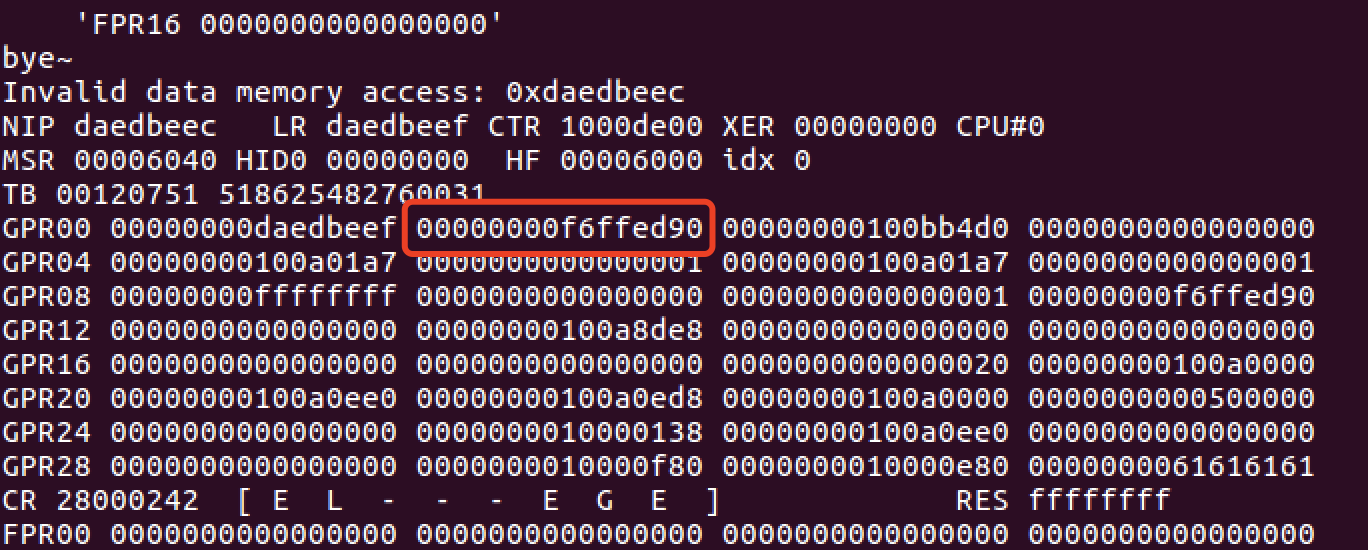 'FPR16 0000000000000000'
bye~
Invalid data memory access: 0xdaedbeec
NIP daedbeec   LR daedbeef CTR 1000de00 XER 00000000 CPU#0
MSR 00006040 HID0 00000000  HF 00006000 idx 0
TB 00120751 518625482760031
GPR00 00000000daedbeef 00000000f6ffed90 00000000100bb4d0 0000000000000000
GPR04 00000000100a01a7 0000000000000001 00000000100a01a7 0000000000000001
GPR08 00000000ffffffff 0000000000000000 0000000000000001 00000000f6ffed90
GPR12 0000000000000000 00000000100a8de8 0000000000000000 0000000000000000
GPR16 0000000000000000 0000000000000000 0000000000000020 00000000100a0000
GPR20 00000000100a0ee0 00000000100a0ed8 00000000100a0000 0000000000500000
GPR24 0000000000000000 0000000010000138 00000000100a0ee0 0000000000000000
GPR28 0000000000000000 0000000010000f80 0000000010000e80 0000000061616161
CR 28000242  [ E  L  -  -  -  E  G  E  ]             RES ffffffff
FPR00 0000000000000000 0000000000000000 0000000000000000 0000000000000000